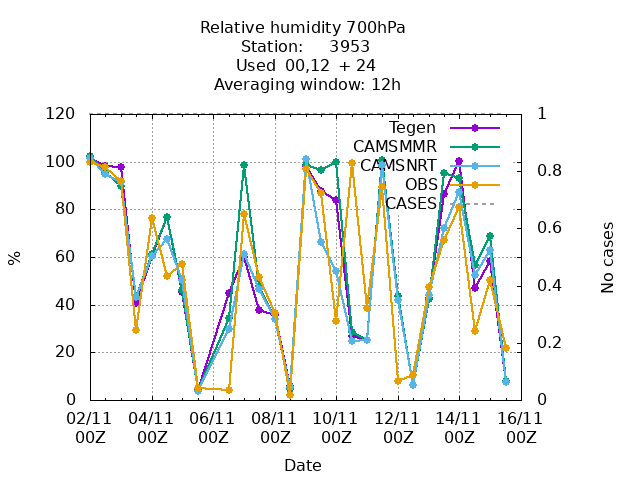 Relative humidity 700hPa
Station: 3953
Used 00,12 + 24
Averaging window: 12h
120
100
80
60
40
20
0
%
1
0.8
0.6
0.4
0.2
0
No cases
Tegen
CAMSMMR
CAMSNRT
OBS
CASES
02/11 04/11 06/11 08/11 10/11 12/11 14/11 16/11
00Z 00Z 00Z 00Z 00Z 00Z 00Z 00Z
Date